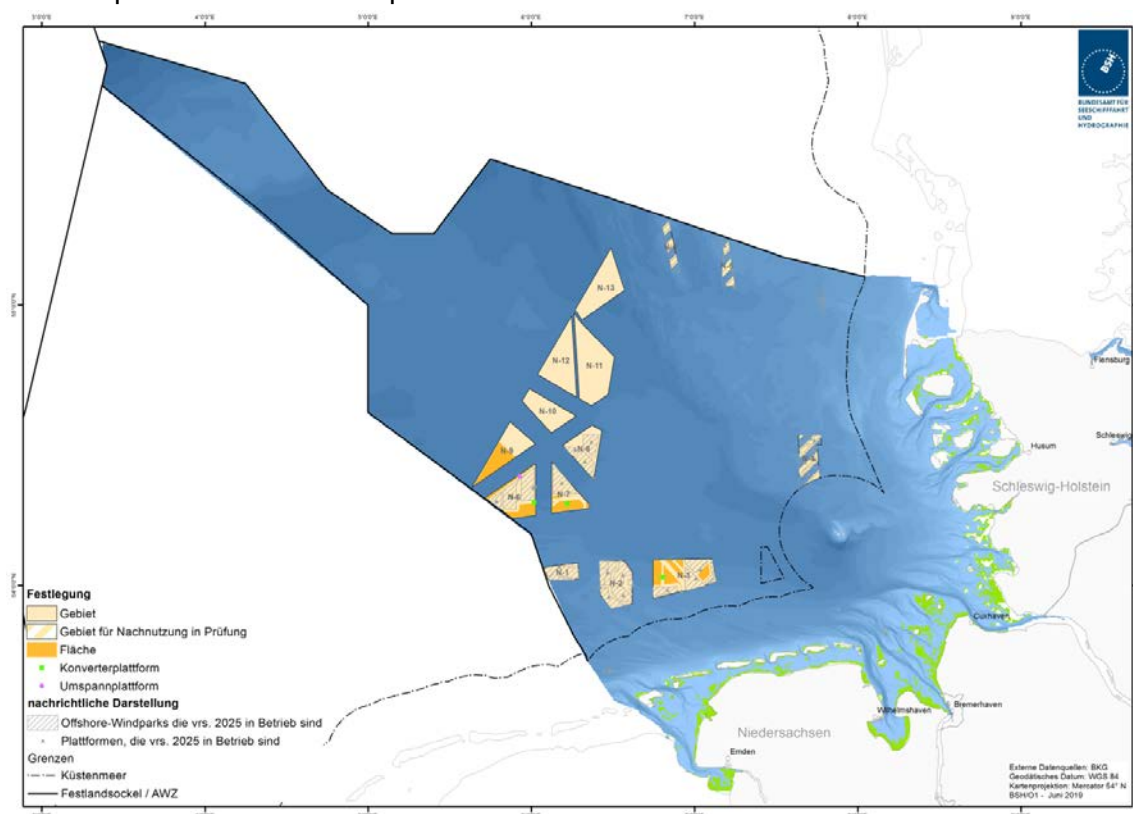 BSH
BUNDESAMT FÜR
SEESCHIFFFAHRT
UND
HYDROGRAPHIE
N-13
N-12
N-11
N-10
N-9
N-8
N-6
N-7
N-1
N-2
N-3
Flensburg
Schleswig
Husum
Schleswig-Holstein
Cuxhaven
Bremerhaven
Wilhelmshaven
Niedersachsen
Emden
Festlegung
Gebiet
Gebiet für Nachnutzung in Prüfung
Fläche
Konverterplattform
Umspannplattform
nachrichtliche Darstellung
Offshore-Windparks die vrs. 2025 in Betrieb sind
Plattformen, die vrs. 2025 in Betrieb sind
Grenzen
Küstenmeer
Festlandsockel / AWZ
Externe Datenquellen: BKG
Geodätisches Datum: WGS 84
Kartenprojektion: Mercator 54° N
BSH/O1 - Juni 2019